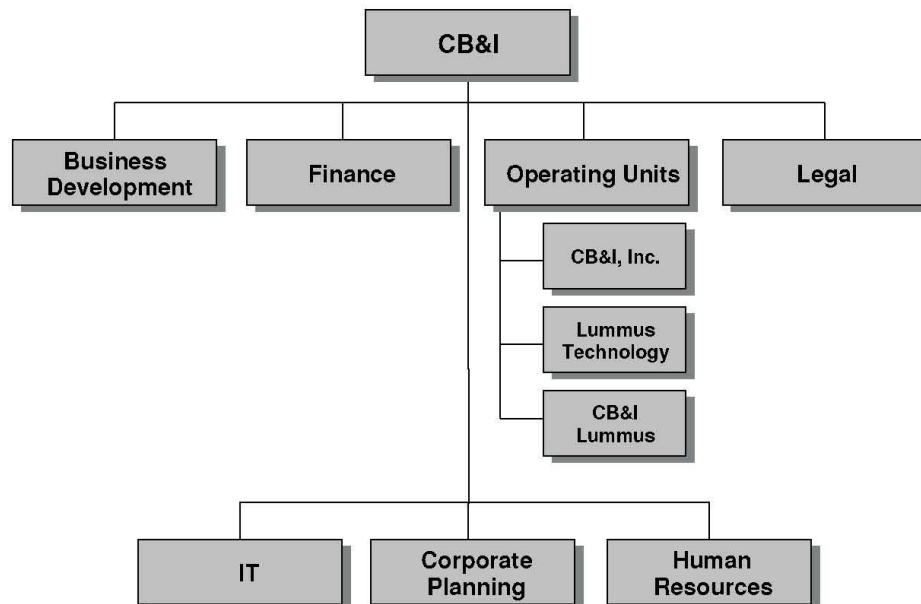 CB&I
Business
Development
Finance
Operating Units
Legal
CB&I, Inc.
Lummus
Technology
CB&I
Lummus
IT
Corporate
Planning
Human
Resources